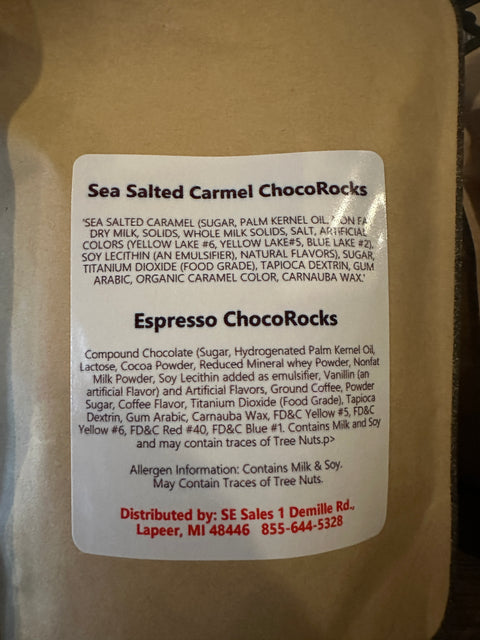 Sea Salted Carmel ChocoRocks
'SEA SALTED CARAMEL (SUGAR, PALM KERNEL OIL, NON FA
DRY MILK, SOLIDS, WHOLE MILK SOLIDS, SALT, ARTIFICIAL
COLORS (YELLOW LAKE #6, YELLOW LAKE#5, BLUE LAKE #2),
SOY LECITHIN (AN EMULSIFIER), NATURAL FLAVORS), SUGAR,
TITANIUM DIOXIDE (FOOD GRADE), TAPIOCA DEXTRIN, GUM
ARABIC, ORGANIC CARAMEL COLOR, CARNAUBA WAX.'
Espresso ChocoRocks
Compound Chocolate (Sugar, Hydrogenated Palm Kernel Oil,
Lactose, Cocoa Powder, Reduced Mineral whey Powder, Nonfat
Milk Powder, Soy Lecithin added as emulsifier, Vanillin (an
artificial Flavor) and Artificial Flavors, Ground Coffee, Powder
Sugar, Coffee Flavor, Titanium Dioxide (Food Grade), Tapioca
Dextrin, Gum Arabic, Carnauba Wax, FD&C Yellow #5, FD&C
Yellow #6, FD&C Red #40, FD&C Blue #1. Contains Milk and Soy
and may contain traces of Tree Nuts.p>
Allergen Information: Contains Milk & Soy.
May Contain Traces of Tree Nuts.
Distributed by: SE Sales 1 Demille Rd.,
Lapeer, MI 48446 855-644-5328